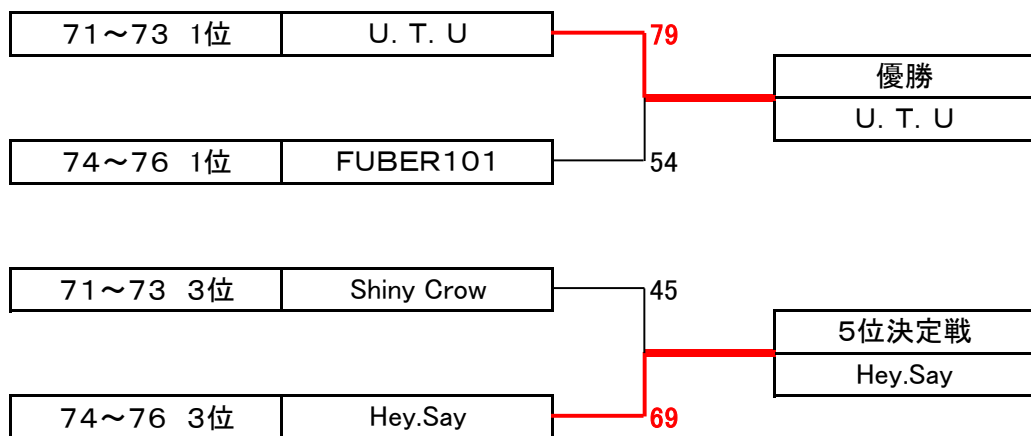 ７１～７３ １位 Ｕ．Ｔ．Ｕ 79
優勝
Ｕ．Ｔ．Ｕ
７４～７６ １位 ＦＵＢＥＲ１０１ 54
７１～７３ ３位 Shiny Crow 45
５位決定戦
Hey.Say
７４～７６ ３位 Hey.Say 69